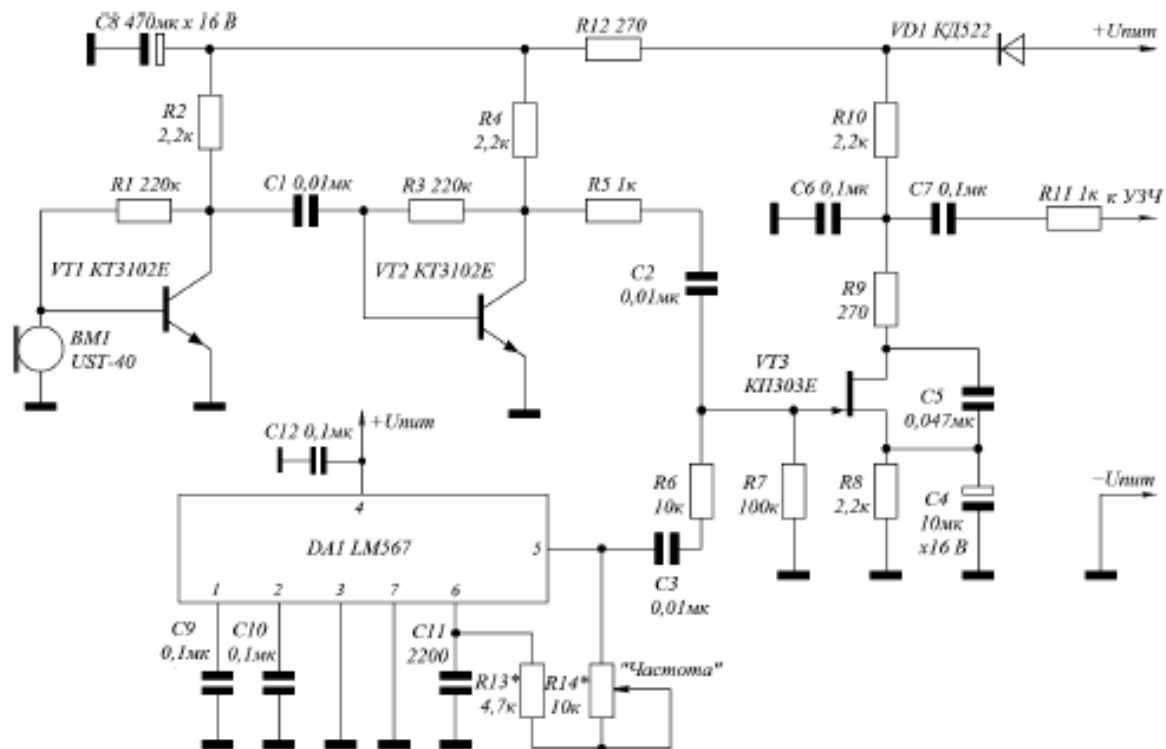 C8 470мк x 16 В
R12 270
VD1 КД522
+Uпит
R2
2,2к
R4
2,2к
R10
2,2к
R1 220к
C1 0,01мк
R3 220к
R5 1к
C6 0,1мк
C7 0,1мк
R11 1к
к УЗЧ
VT1 КТ3102Е
VT2 КТ3102Е
C2
0,01мк
R9
270
BM1
UST-40
VT3
КП303Е
C5
0,047мк
C12 0,1мк
+Uпит
R6
10к
R7
100к
R8
2,2к
C4
10мк
x16 В
−Uпит
4
DA1 LM567
5
1
2
3
7
6
C3
0,01мк
C9
0,1мк
C10
0,1мк
C11
2200
R13*
4,7к
R14*
10к
"Частота"